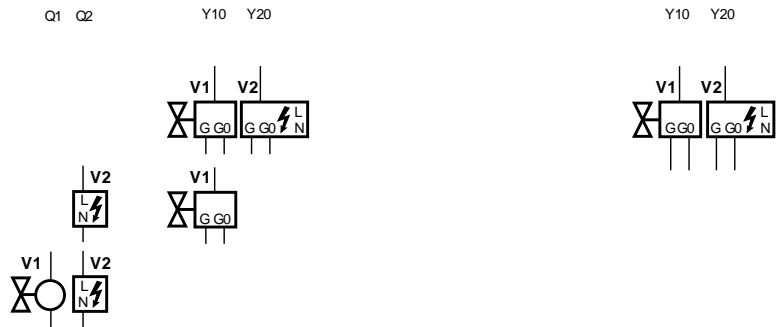 Q1 Q2 Y10 Y20 Y10 Y20
V1 V2 V1 V2
L L
G G0 G G0 N G G0 G G0 N
V2 V1
L
N G G0
V1 V2
L
N